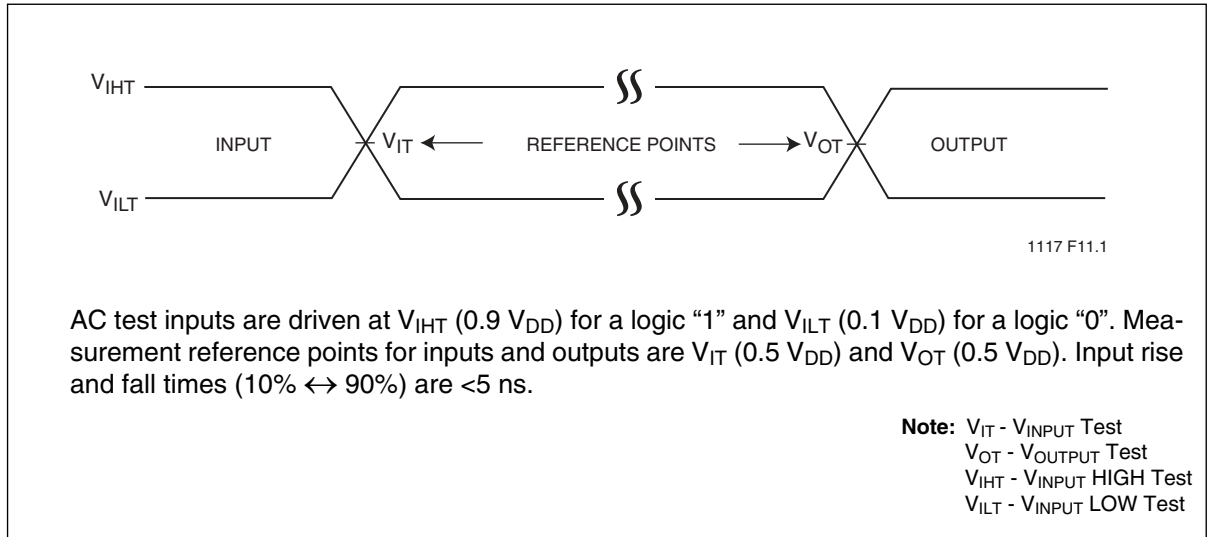 VIHT
INPUT VIT REFERENCE POINTS VOT OUTPUT
VILT
1117 F11.1
AC test inputs are driven at VIHT (0.9 VDD) for a logic “1” and VILT (0.1 VDD) for a logic “0”. Mea-
surement reference points for inputs and outputs are VIT (0.5 VDD) and VOT (0.5 VDD). Input rise
and fall times (10% ↔ 90%) are <5 ns.
Note: VIT - VINPUT Test
VOT - VOUTPUT Test
VIHT - VINPUT HIGH Test
VILT - VINPUT LOW Test